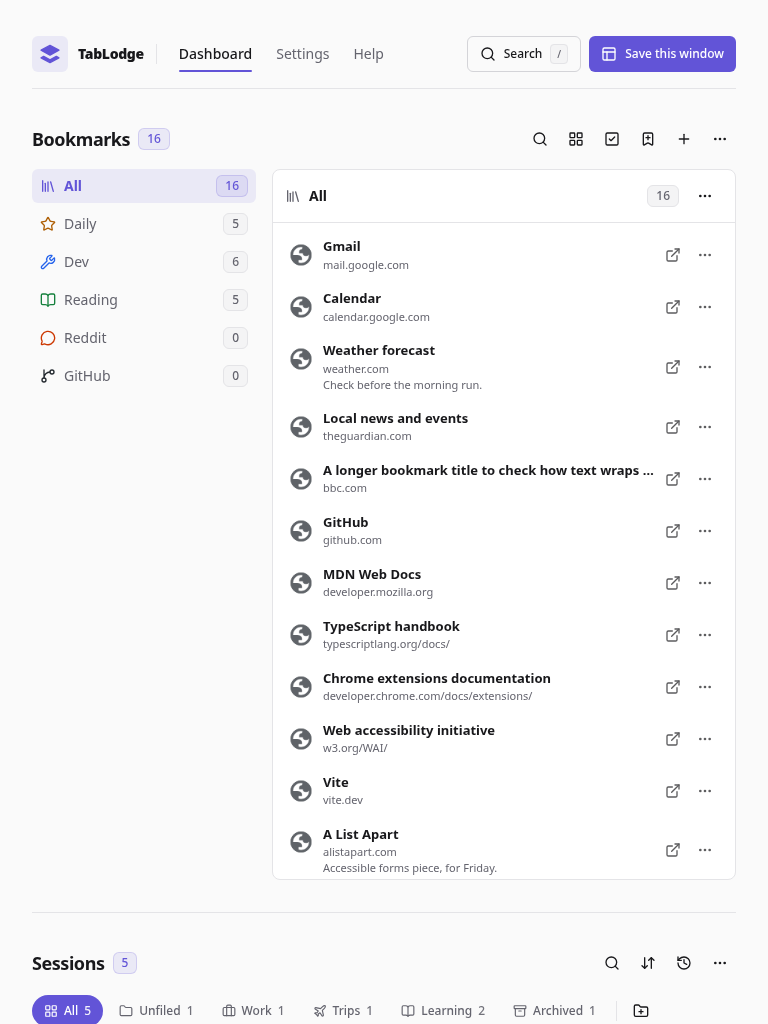 TabLodge
Dashboard
Settings
Help
Search /
Save this window
Bookmarks 16
All 16
Daily 5
Dev 6
Reading 5
Reddit 0
GitHub 0
All 16
Gmail
mail.google.com
Calendar
calendar.google.com
Weather forecast
weather.com
Check before the morning run.
Local news and events
theguardian.com
A longer bookmark title to check how text wraps ...
bbc.com
GitHub
github.com
MDN Web Docs
developer.mozilla.org
TypeScript handbook
typescriptlang.org/docs/
Chrome extensions documentation
developer.chrome.com/docs/extensions/
Web accessibility initiative
w3.org/WAI/
Vite
vite.dev
A List Apart
alistapart.com
Accessible forms piece, for Friday.
Sessions 5
All 5
Unfiled 1
Work 1
Trips 1
Learning 2
Archived 1